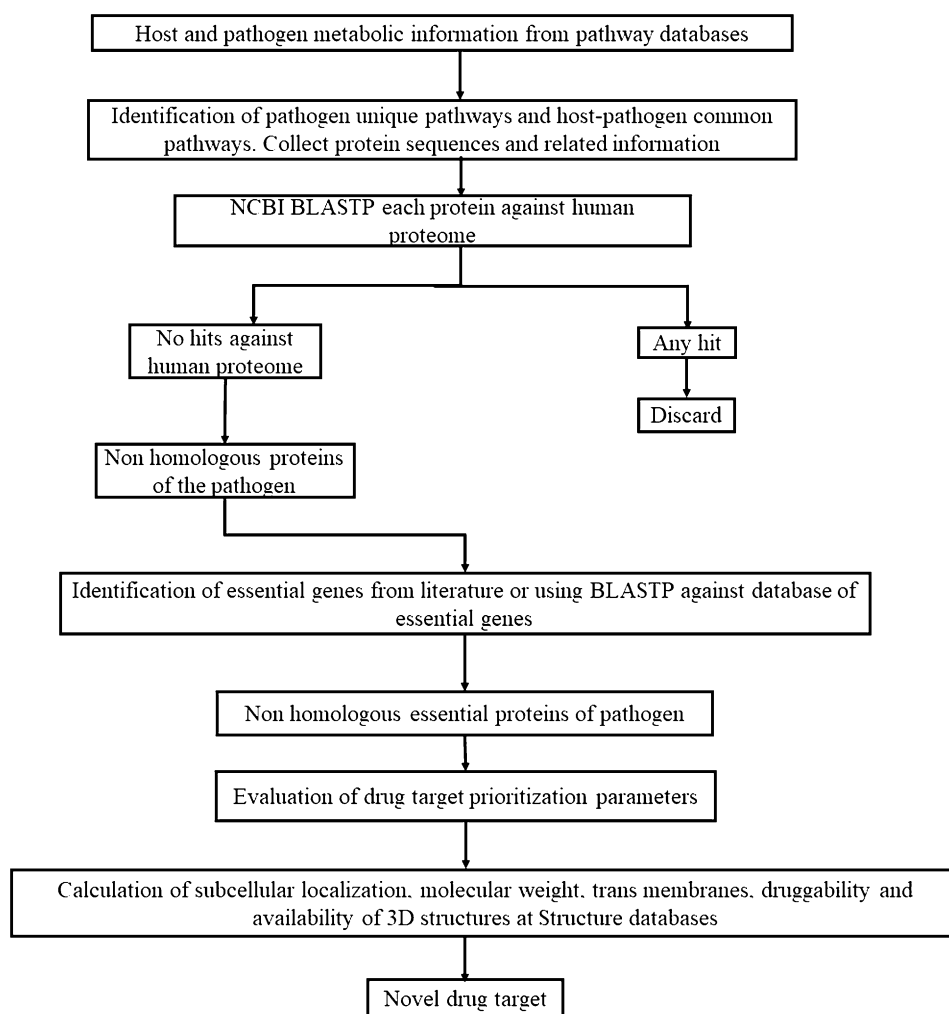 Host and pathogen metabolic information from pathway databases
Identification of pathogen unique pathways and host-pathogen common
pathways. Collect protein sequences and related information
NCBI BLASTP each protein against human
proteome
No hits against
human proteome
Any hit
Discard
Non homologous proteins
of the pathogen
Identification of essential genes from literature or using BLASTP against database of
essential genes
Non homologous essential proteins of pathogen
Evaluation of drug target prioritization parameters
Calculation of subcellular localization, molecular weight, trans membranes, druggability and
availability of 3D structures at Structure databases
Novel drug target